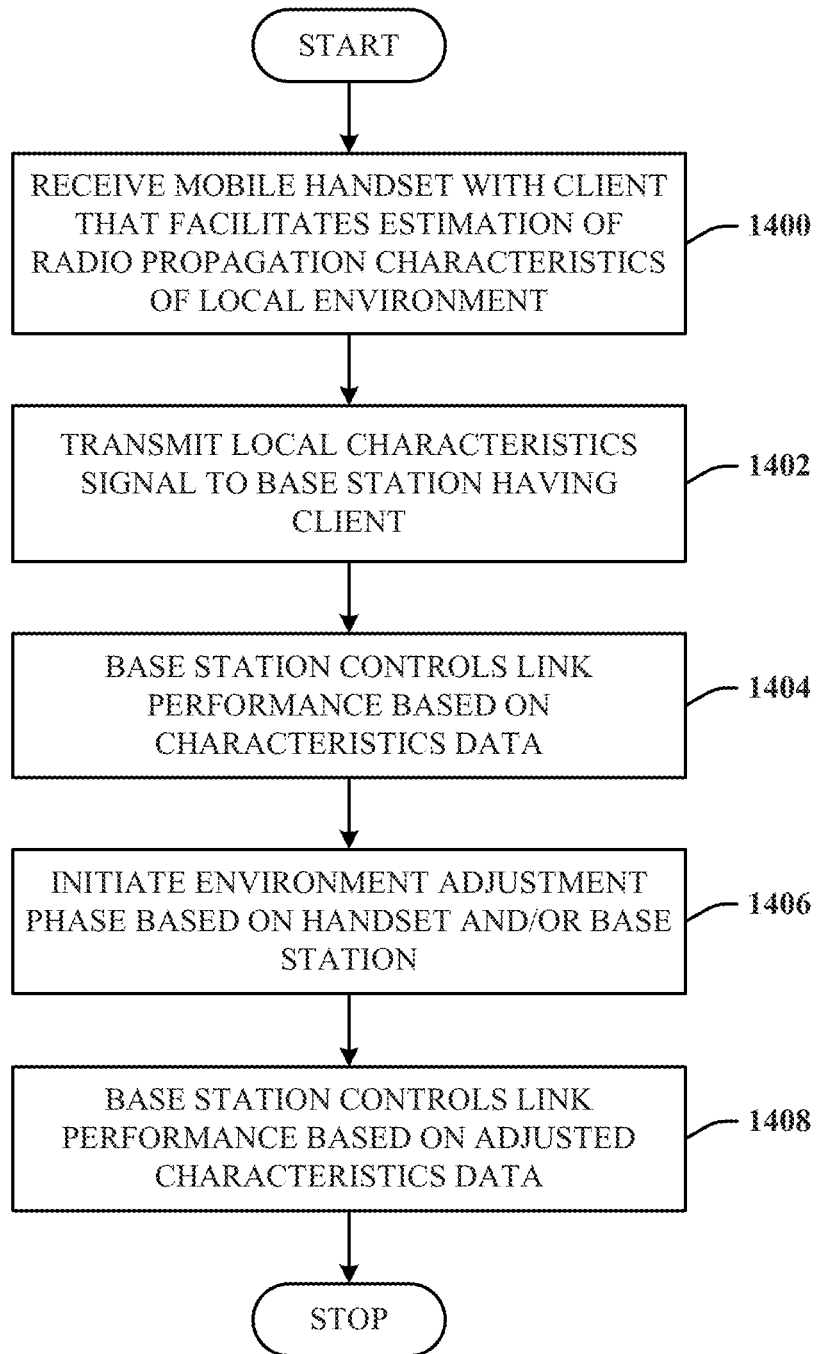 START
RECEIVE MOBILE HANDSET WITH CLIENT
THAT FACILITATES ESTIMATION OF
RADIO PROPAGATION CHARACTERISTICS
OF LOCAL ENVIRONMENT
1400
TRANSMIT LOCAL CHARACTERISTICS
SIGNAL TO BASE STATION HAVING
CLIENT
1402
BASE STATION CONTROLS LINK
PERFORMANCE BASED ON
CHARACTERISTICS DATA
1404
INITIATE ENVIRONMENT ADJUSTMENT
PHASE BASED ON HANDSET AND/OR BASE
STATION
1406
BASE STATION CONTROLS LINK
PERFORMANCE BASED ON ADJUSTED
CHARACTERISTICS DATA
1408
STOP